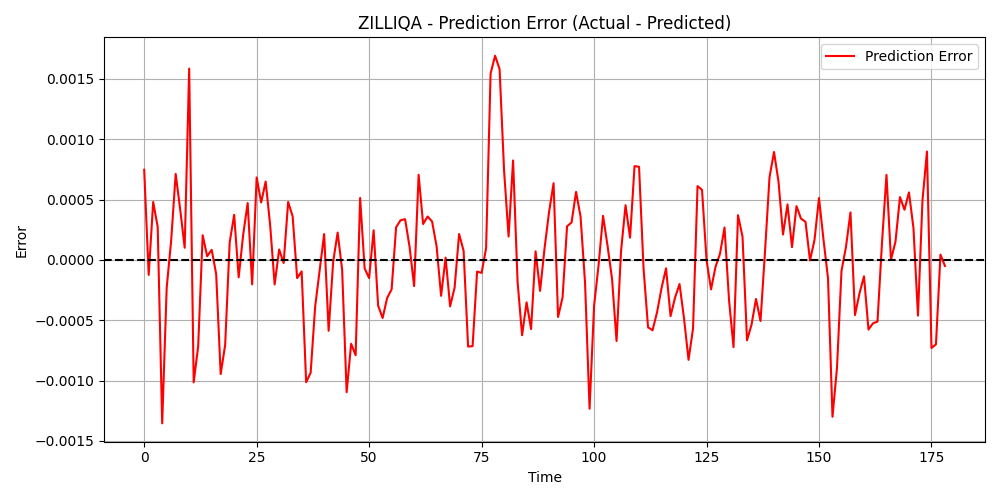 ZILLIQA - Prediction Error (Actual - Predicted)
Prediction Error
0.0015
0.0010
0.0005
0.0000
−0.0005
−0.0010
−0.0015
Error
0 25 50 75 100 125 150 175
Time